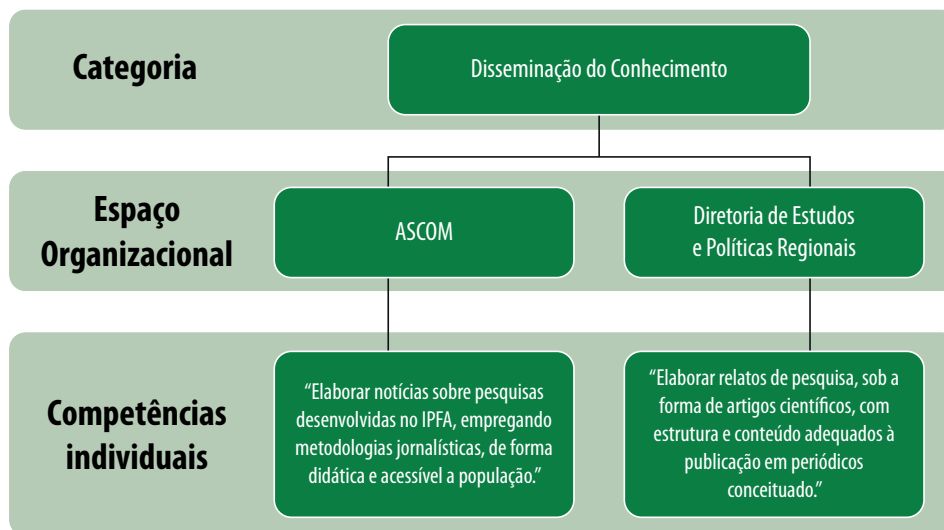 Categoria
Disseminação do Conhecimento
Espaço
Organizacional
ASCOM
Diretoria de Estudos
e Políticas Regionais
Competências
individuais
“Elaborar notícias sobre pesquisas
desenvolvidas no IPFA, empregando
metodologias jornalísticas, de forma
didática e acessível a população.”
“Elaborar relatos de pesquisa, sob a
forma de artigos científicos, com
estrutura e conteúdo adequados à
publicação em periódicos
conceituado.”